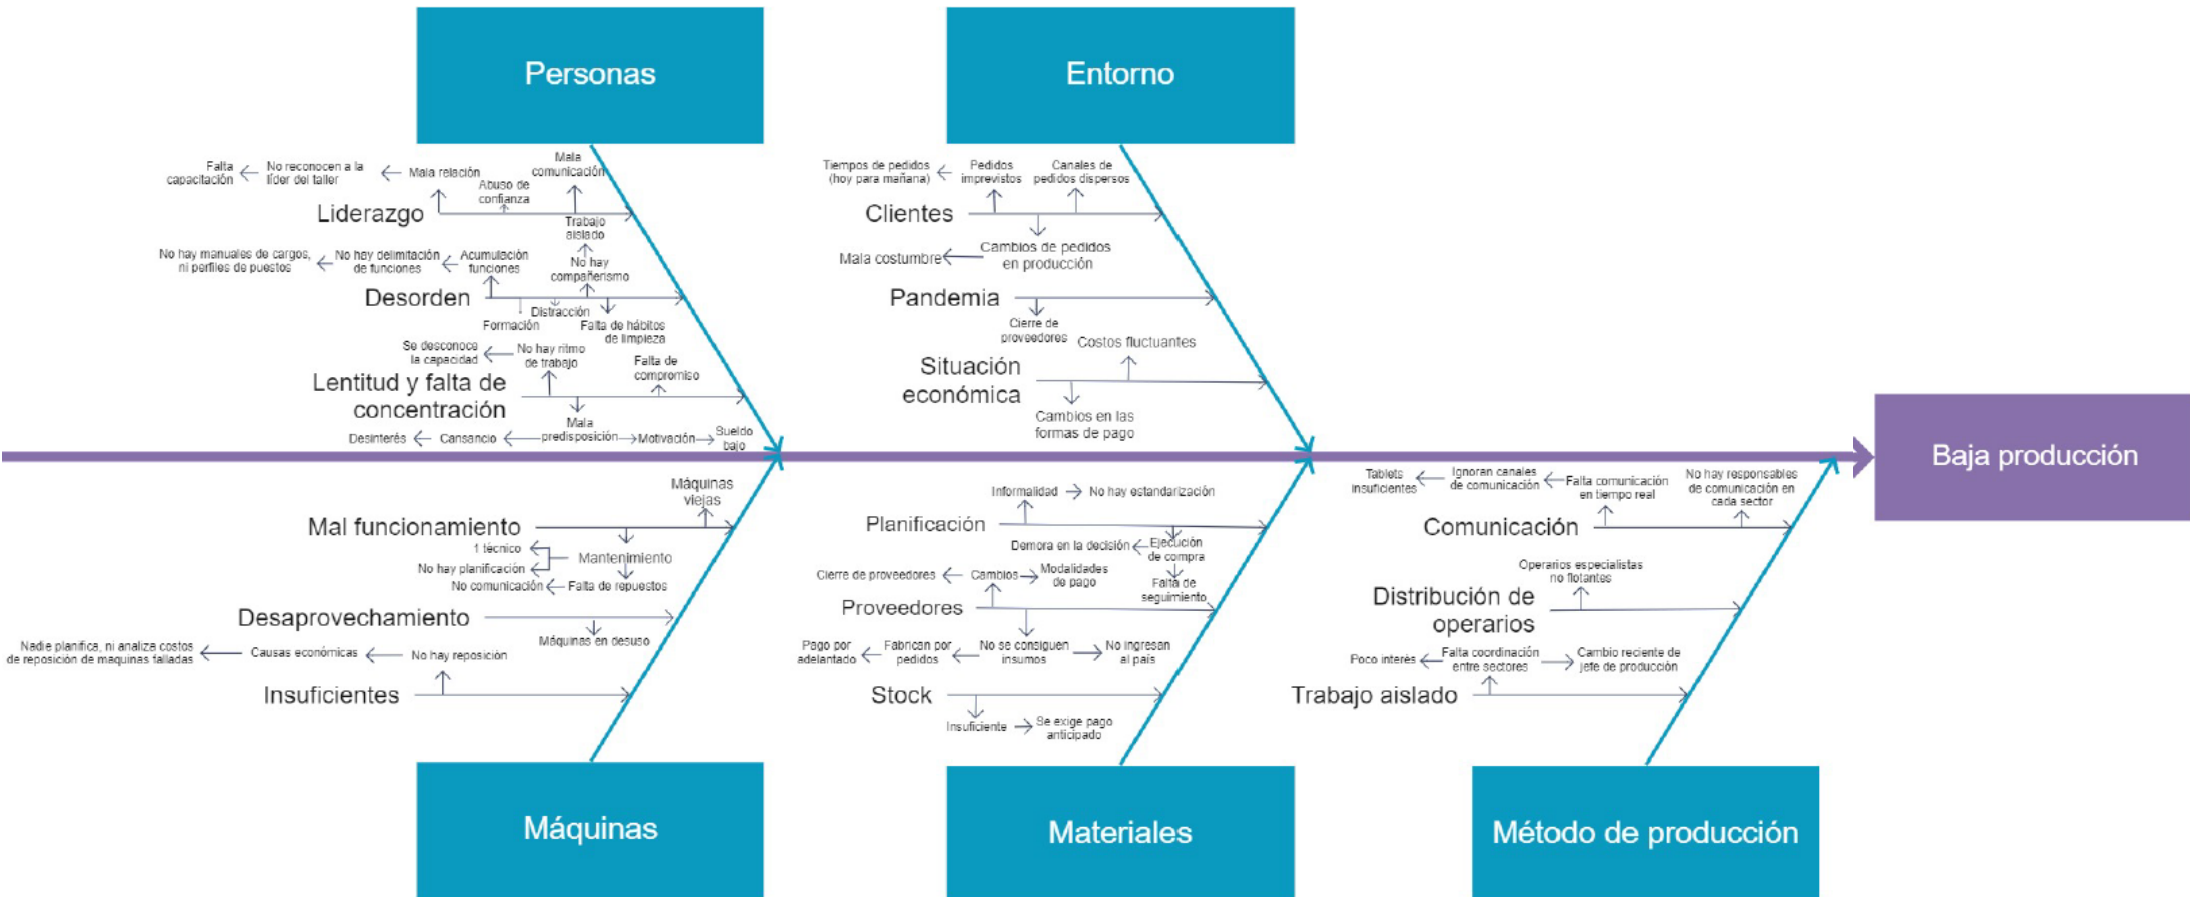 Personas
Entorno
Falta
capacitación
No reconocen a la
líder del taller
Mala relación
Abuso de
confianza
Mala
comunicación
Liderazgo
Trabajo
aislado
No hay manuales de cargos,
ni perfiles de puestos
No hay delimitación
de funciones
Acumulación
funciones
No hay
compañerismo
Desorden
Formación
Distracción
Falta de hábitos
de limpieza
Se desconoce
la capacidad
No hay ritmo
de trabajo
Falta de
compromiso
Lentitud y falta de
concentración
Desinterés
Cansancio
Mala
predisposición
Motivación
Sueldo
bajo
Tiempos de pedidos
(hoy para mañana)
Pedidos
imprevistos
Canales de
pedidos dispersos
Clientes
Mala costumbre
Cambios de pedidos
en producción
Pandemia
Cierre de
proveedores
Costos fluctuantes
Situación
económica
Cambios en las
formas de pago
Baja producción
Máquinas
viejas
Mal funcionamiento
1 técnico
No hay planificación
Mantenimiento
No comunicación
Falta de repuestos
Desaprovechamiento
Máquinas en desuso
Nadie planifica, ni analiza costos
de reposición de maquinas falladas
Causas económicas
No hay reposición
Insuficientes
Informalidad
No hay estandarización
Planificación
Demora en la decisión
Ejecución
de compra
Falta de
seguimiento
Cierre de proveedores
Cambios
Modalidades
de pago
Proveedores
Pago por
adelantado
Fabrican por
pedidos
No se consiguen
insumos
No ingresan
al país
Stock
Insuficiente
Se exige pago
anticipado
Tablets
insuficientes
Ignoran canales
de comunicación
Falta comunicación
en tiempo real
No hay responsables
de comunicación en
cada sector
Comunicación
Operarios especialistas
no flotantes
Distribución de
operarios
Poco interés
Falta coordinación
entre sectores
Cambio reciente de
jefe de producción
Trabajo aislado
Máquinas
Materiales
Método de producción